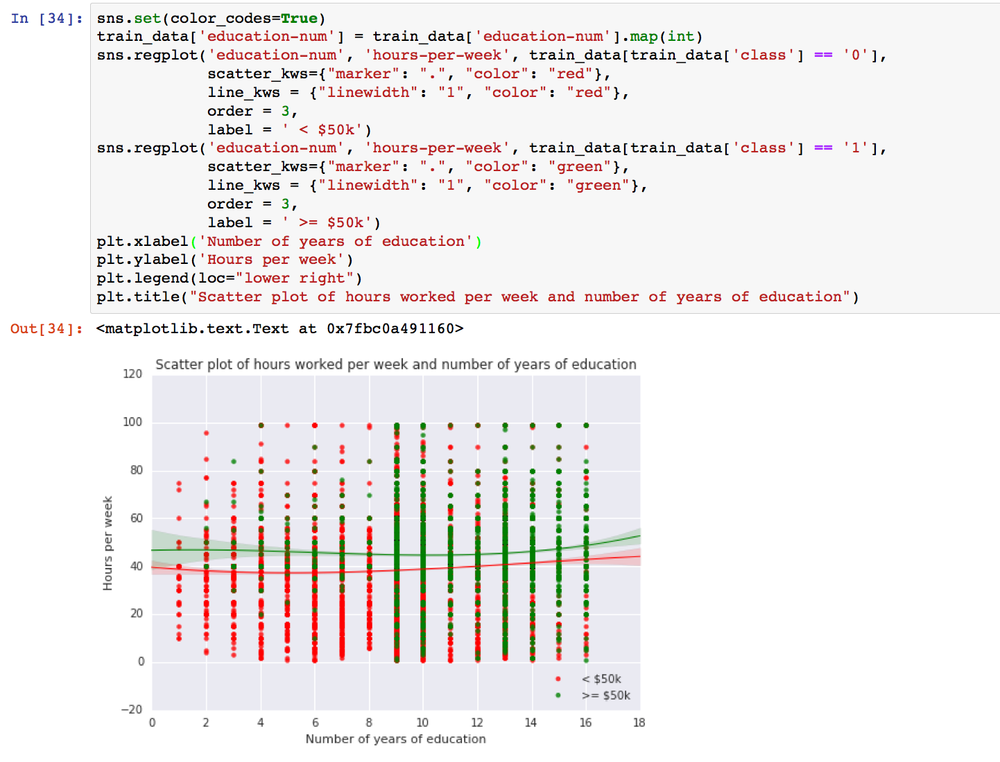 In [34]: sns.set(color_codes=True)
train_data['education-num'] = train_data['education-num'].map(int)
sns.regplot('education-num', 'hours-per-week', train_data[train_data['class'] == '0'],
            scatter_kws={"marker": ".", "color": "red"},
            line_kws = {"linewidth": "1", "color": "red"},
            order = 3,
            label = ' < $50k')
sns.regplot('education-num', 'hours-per-week', train_data[train_data['class'] == '1'],
            scatter_kws={"marker": ".", "color": "green"},
            line_kws = {"linewidth": "1", "color": "green"},
            order = 3,
            label = ' >= $50k')
plt.xlabel('Number of years of education')
plt.ylabel('Hours per week')
plt.legend(loc="lower right")
plt.title("Scatter plot of hours worked per week and number of years of education")
Out[34]: <matplotlib.text.Text at 0x7fbc0a491160>
Scatter plot of hours worked per week and number of years of education
120
100
80
60
40
20
0
−20
Hours per week
< $50k
>= $50k
0 2 4 6 8 10 12 14 16 18
Number of years of education